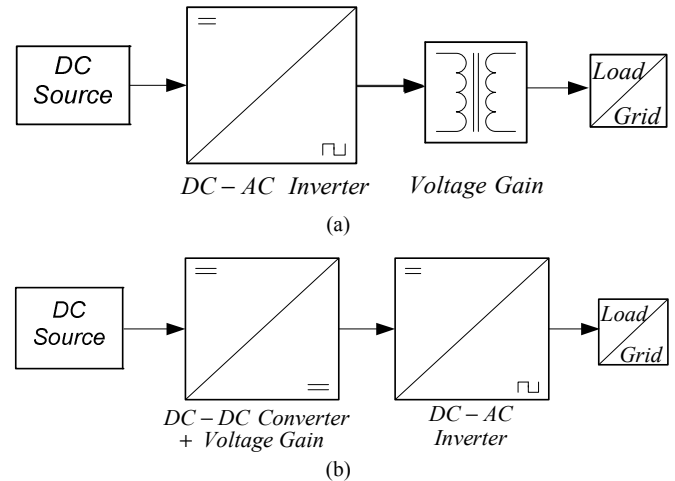 DC
Source
Load
Grid
DC – AC Inverter
Voltage Gain
(a)
DC
Source
Load
Grid
DC – DC Converter
+ Voltage Gain
DC – AC
Inverter
(b)